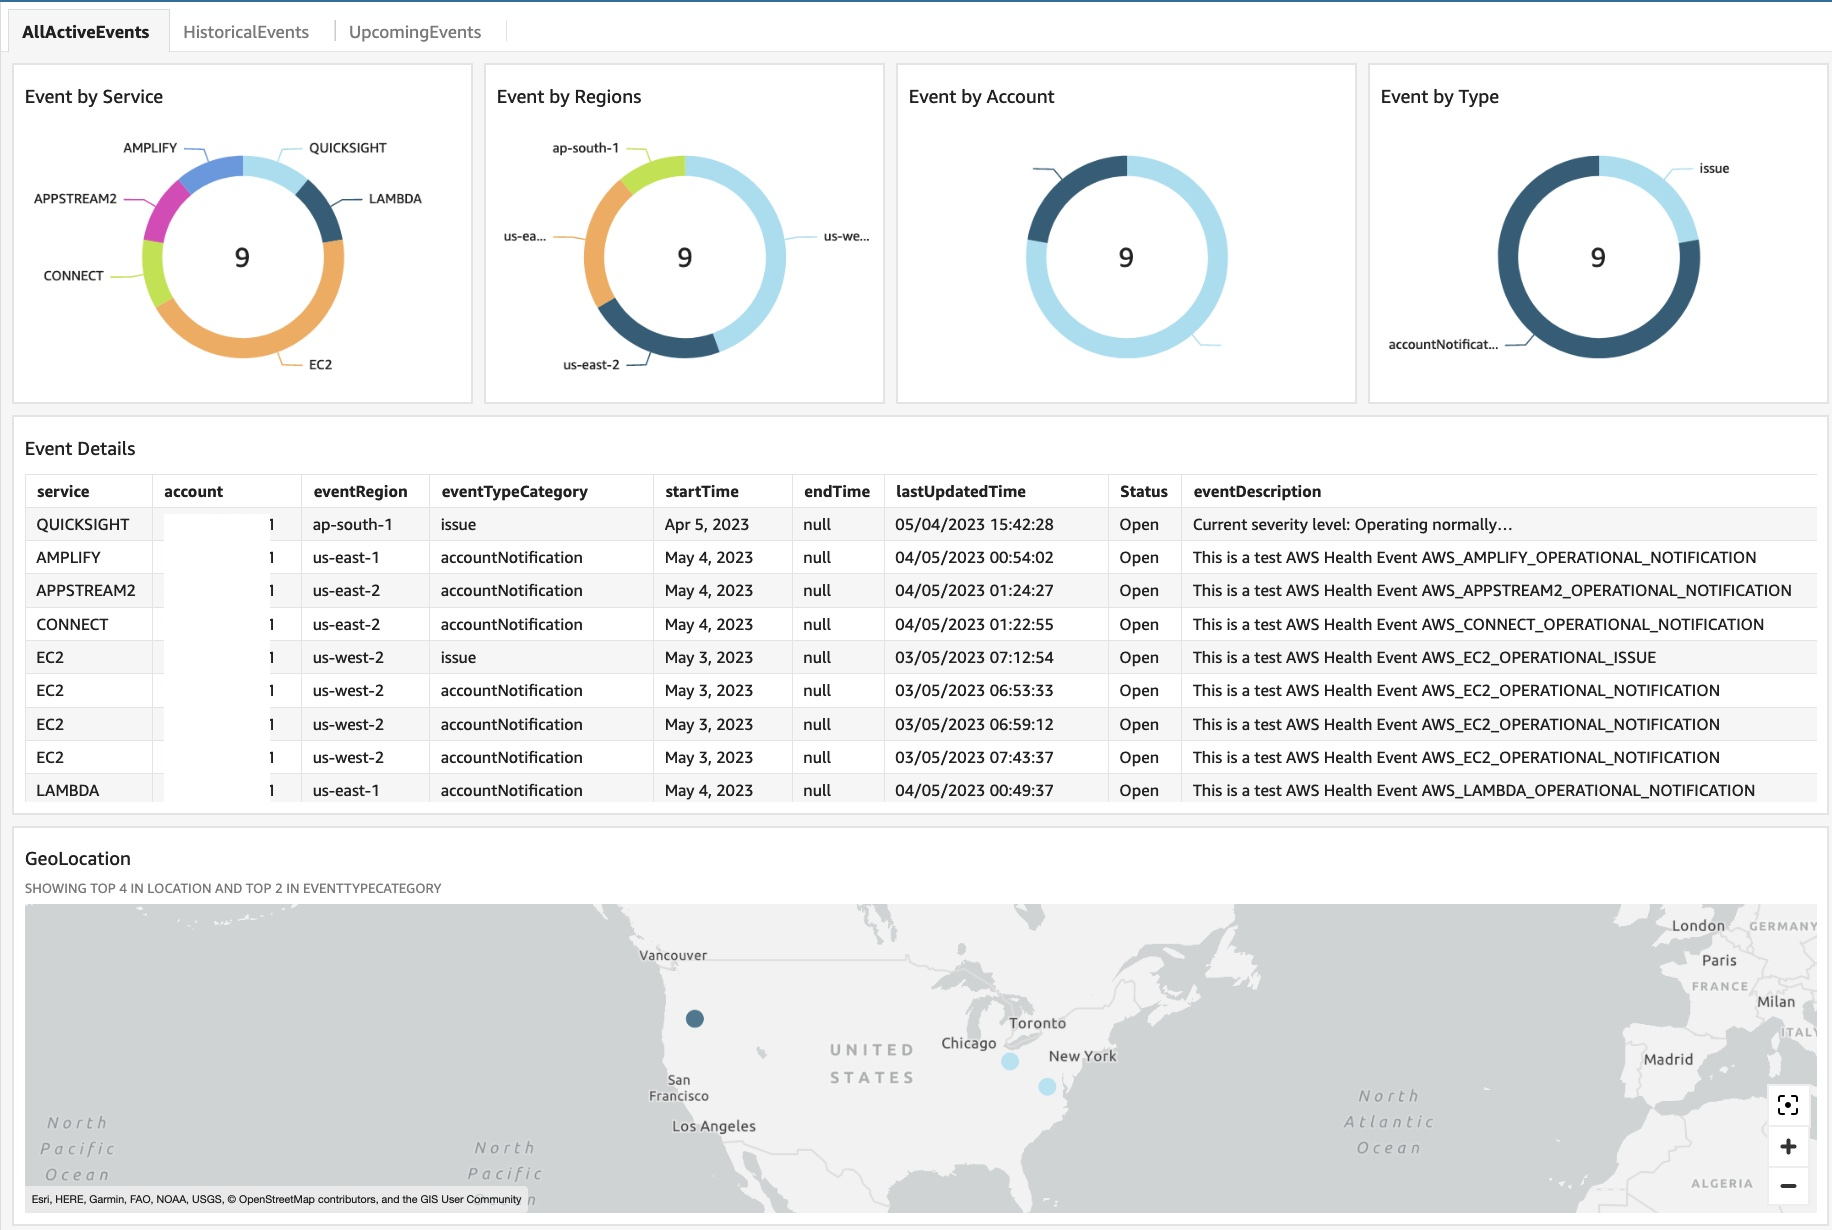 AllActiveEvents HistoricalEvents UpcomingEvents
Event by Service
AMPLIFY
QUICKSIGHT
APPSTREAM2
LAMBDA
9
CONNECT
EC2
Event by Regions
ap-south-1
us-ea...
us-we...
9
us-east-2
Event by Account
9
Event by Type
issue
9
accountNotificat...
Event Details
service account eventRegion eventTypeCategory startTime endTime lastUpdatedTime Status eventDescription
QUICKSIGHT 1 ap-south-1 issue Apr 5, 2023 null 05/04/2023 15:42:28 Open Current severity level: Operating normally...
AMPLIFY 1 us-east-1 accountNotification May 4, 2023 null 04/05/2023 00:54:02 Open This is a test AWS Health Event AWS_AMPLIFY_OPERATIONAL_NOTIFICATION
APPSTREAM2 1 us-east-2 accountNotification May 4, 2023 null 04/05/2023 01:24:27 Open This is a test AWS Health Event AWS_APPSTREAM2_OPERATIONAL_NOTIFICATION
CONNECT 1 us-east-2 accountNotification May 4, 2023 null 04/05/2023 01:22:55 Open This is a test AWS Health Event AWS_CONNECT_OPERATIONAL_NOTIFICATION
EC2 1 us-west-2 issue May 3, 2023 null 03/05/2023 07:12:54 Open This is a test AWS Health Event AWS_EC2_OPERATIONAL_ISSUE
EC2 1 us-west-2 accountNotification May 3, 2023 null 03/05/2023 06:53:33 Open This is a test AWS Health Event AWS_EC2_OPERATIONAL_NOTIFICATION
EC2 1 us-west-2 accountNotification May 3, 2023 null 03/05/2023 06:59:12 Open This is a test AWS Health Event AWS_EC2_OPERATIONAL_NOTIFICATION
EC2 1 us-west-2 accountNotification May 3, 2023 null 03/05/2023 07:43:37 Open This is a test AWS Health Event AWS_EC2_OPERATIONAL_NOTIFICATION
LAMBDA 1 us-east-1 accountNotification May 4, 2023 null 04/05/2023 00:49:37 Open This is a test AWS Health Event AWS_LAMBDA_OPERATIONAL_NOTIFICATION
GeoLocation
SHOWING TOP 4 IN LOCATION AND TOP 2 IN EVENTTYPECATEGORY
London
GERMANY
Vancouver
Paris
FRANCE
Milan
Toronto
ITALY
Chicago
UNITED
STATES
New York
Madrid
San
Francisco
Los Angeles
North
Atlantic
Ocean
North
Pacific
Ocean
North
Pacific
ALGERIA
Esri, HERE, Garmin, FAO, NOAA, USGS, © OpenStreetMap contributors, and the GIS User Community